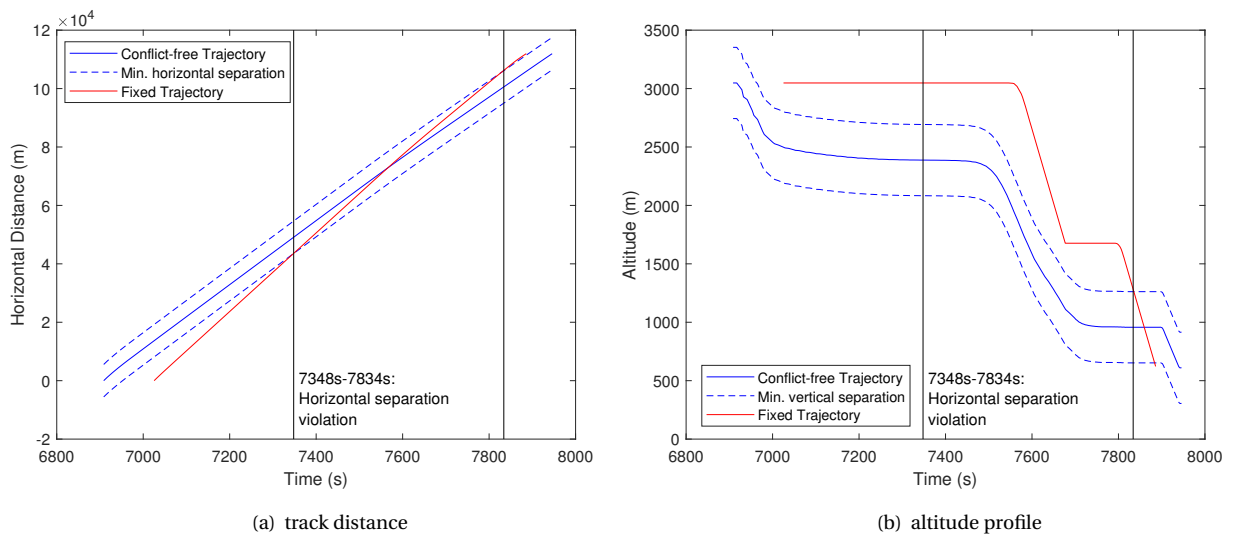 ×10⁴
12
10
8
6
4
2
0
-2
6800 7000 7200 7400 7600 7800 8000
Time (s)
Horizontal Distance (m)
Conflict-free Trajectory
Min. horizontal separation
Fixed Trajectory
7348s-7834s:
Horizontal separation
violation
(a) track distance
3500
3000
2500
2000
1500
1000
500
0
6800 7000 7200 7400 7600 7800 8000
Time (s)
Altitude (m)
Conflict-free Trajectory
Min. vertical separation
Fixed Trajectory
7348s-7834s:
Horizontal separation
violation
(b) altitude profile